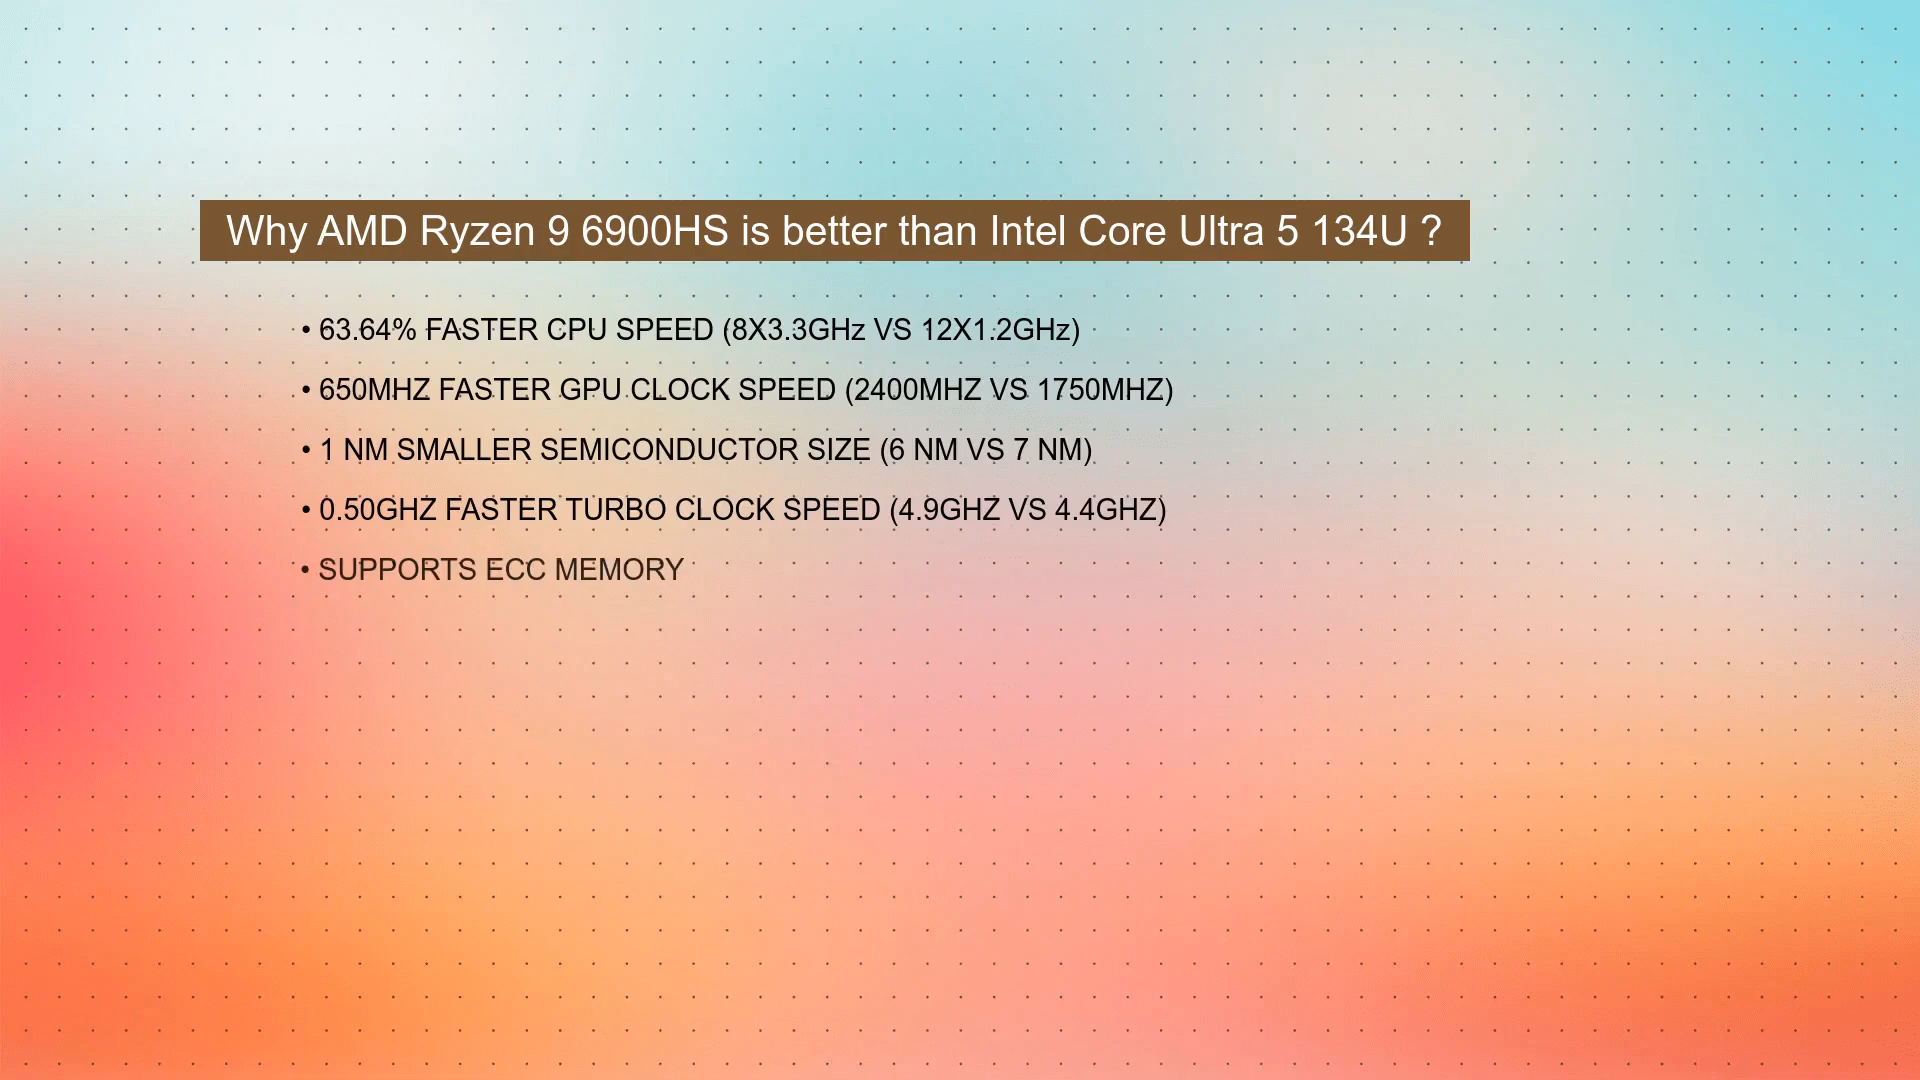 Why AMD Ryzen 9 6900HS is better than Intel Core Ultra 5 134U ?
• 63.64% FASTER CPU SPEED (8X3.3GHz VS 12X1.2GHz)
• 650MHZ FASTER GPU CLOCK SPEED (2400MHZ VS 1750MHZ)
• 1 NM SMALLER SEMICONDUCTOR SIZE (6 NM VS 7 NM)
• 0.50GHZ FASTER TURBO CLOCK SPEED (4.9GHZ VS 4.4GHZ)
• SUPPORTS ECC MEMORY